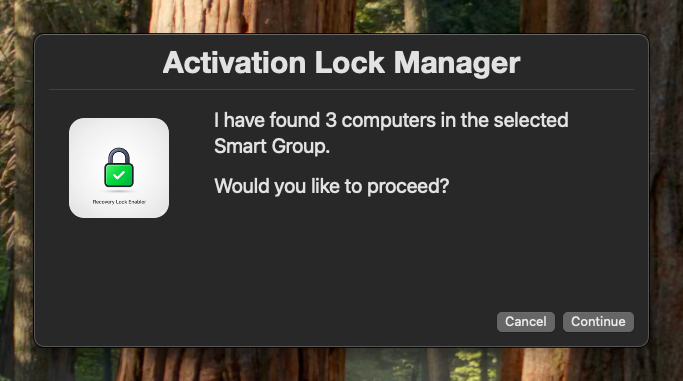 Activation Lock Manager
I have found 3 computers in the selected
Smart Group.
Would you like to proceed?
Recovery Lock Enabler
Cancel
Continue